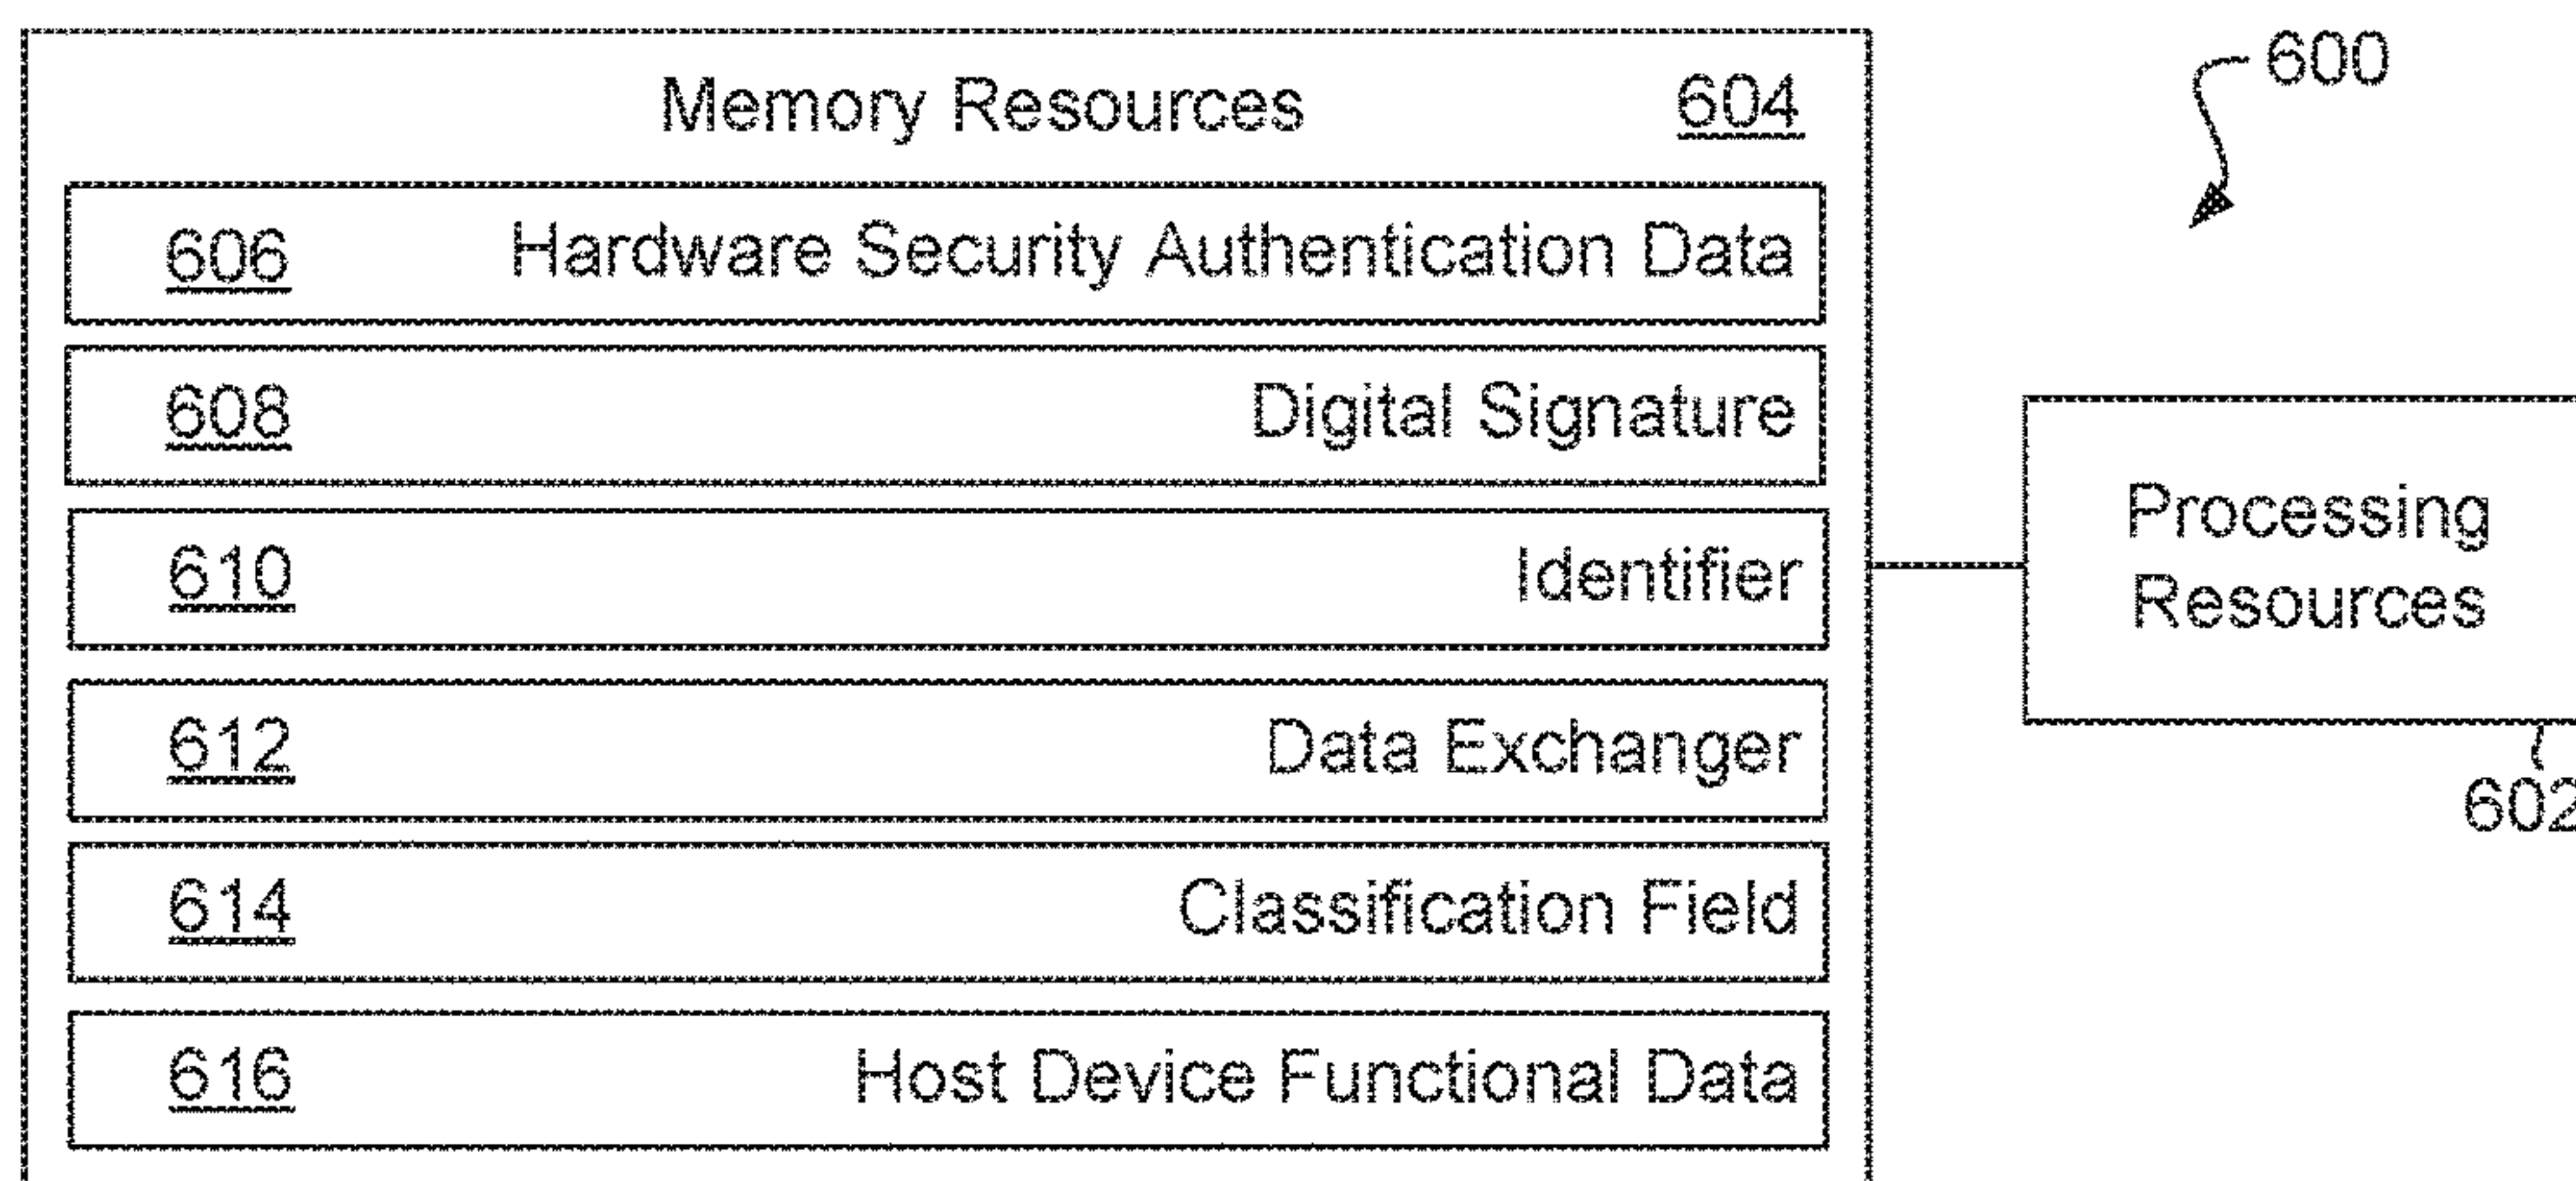 Memory Resources 604
600
606 Hardware Security Authentication Data
608 Digital Signature
610 Identifier
612 Data Exchanger
614 Classification Field
616 Host Device Functional Data
Processing
Resources
602